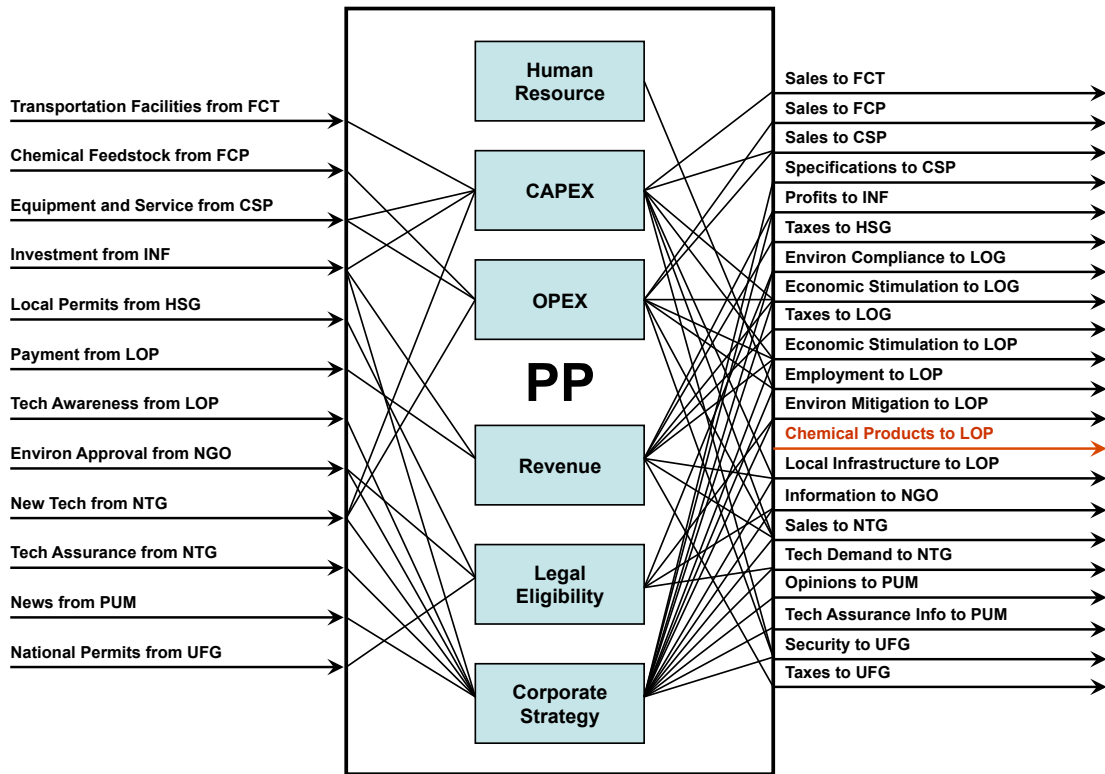 Transportation Facilities from FCT
Chemical Feedstock from FCP
Equipment and Service from CSP
Investment from INF
Local Permits from HSG
Payment from LOP
Tech Awareness from LOP
Environ Approval from NGO
New Tech from NTG
Tech Assurance from NTG
News from PUM
National Permits from UFG
Human
Resource
CAPEX
OPEX
PP
Revenue
Legal
Eligibility
Corporate
Strategy
Sales to FCT
Sales to FCP
Sales to CSP
Specifications to CSP
Profits to INF
Taxes to HSG
Environ Compliance to LOG
Economic Stimulation to LOG
Taxes to LOG
Economic Stimulation to LOP
Employment to LOP
Environ Mitigation to LOP
Chemical Products to LOP
Local Infrastructure to LOP
Information to NGO
Sales to NTG
Tech Demand to NTG
Opinions to PUM
Tech Assurance Info to PUM
Security to UFG
Taxes to UFG